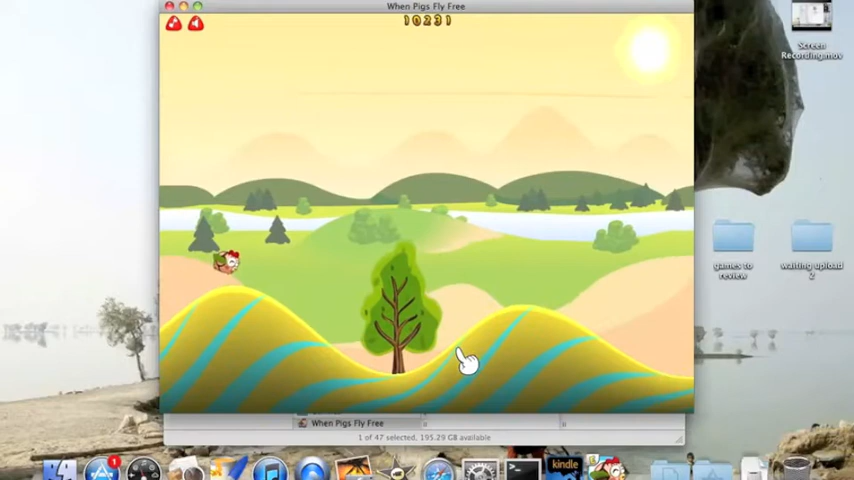 When Pigs Fly Free
10231
Screen
Recording.mov
games to
review
waiting upload
2
When Pigs Fly Free
1 of 47 selected, 195.29 GB available
1
kindle